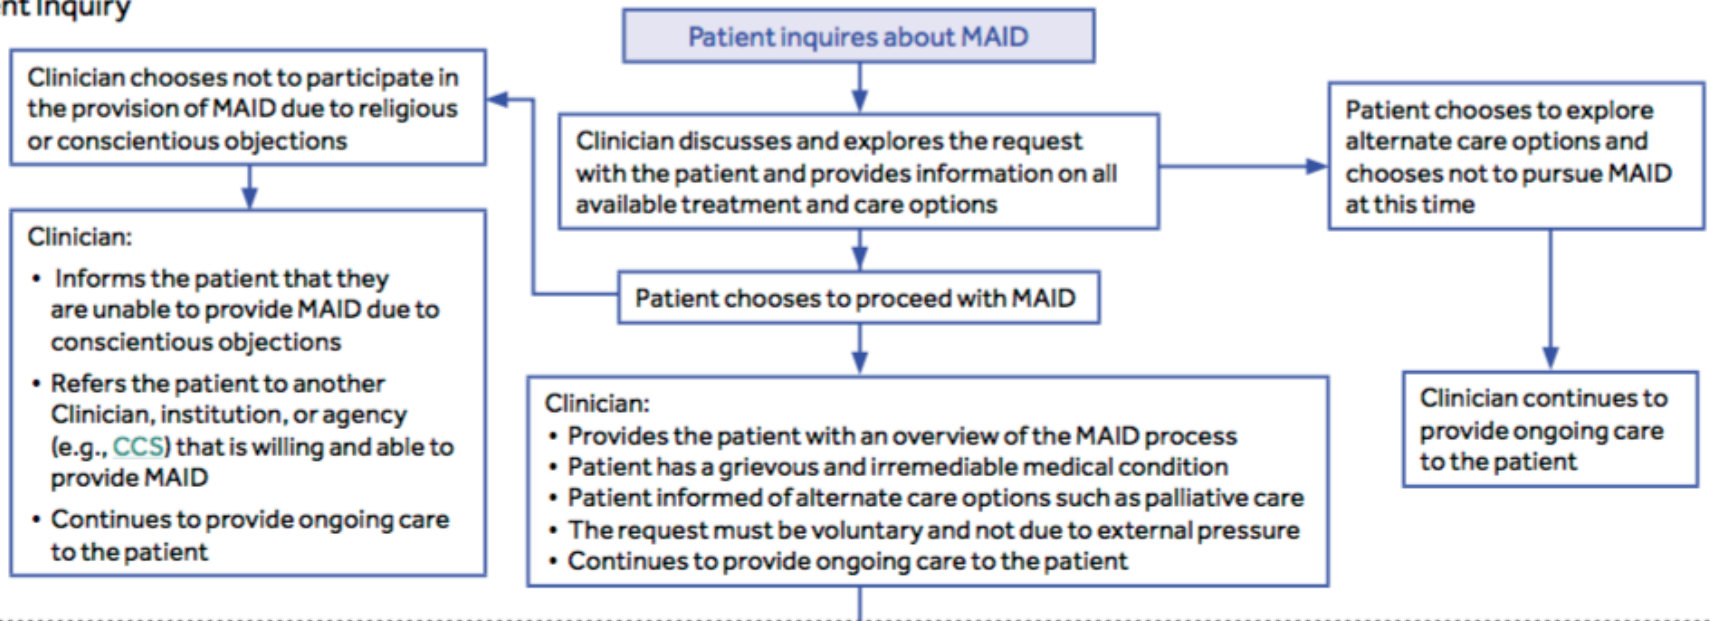 nt Inquiry
Patient inquires about MAID
Clinician chooses not to participate in
the provision of MAID due to religious
or conscientious objections
Clinician discusses and explores the request
with the patient and provides information on all
available treatment and care options
Patient chooses to explore
alternate care options and
chooses not to pursue MAID
at this time
Clinician:
• Informs the patient that they
are unable to provide MAID due to
conscientious objections
• Refers the patient to another
Clinician, institution, or agency
(e.g., CCS) that is willing and able to
provide MAID
• Continues to provide ongoing care
to the patient
Patient chooses to proceed with MAID
Clinician:
• Provides the patient with an overview of the MAID process
• Patient has a grievous and irremediable medical condition
• Patient informed of alternate care options such as palliative care
• The request must be voluntary and not due to external pressure
• Continues to provide ongoing care to the patient
Clinician continues to
provide ongoing care
to the patient